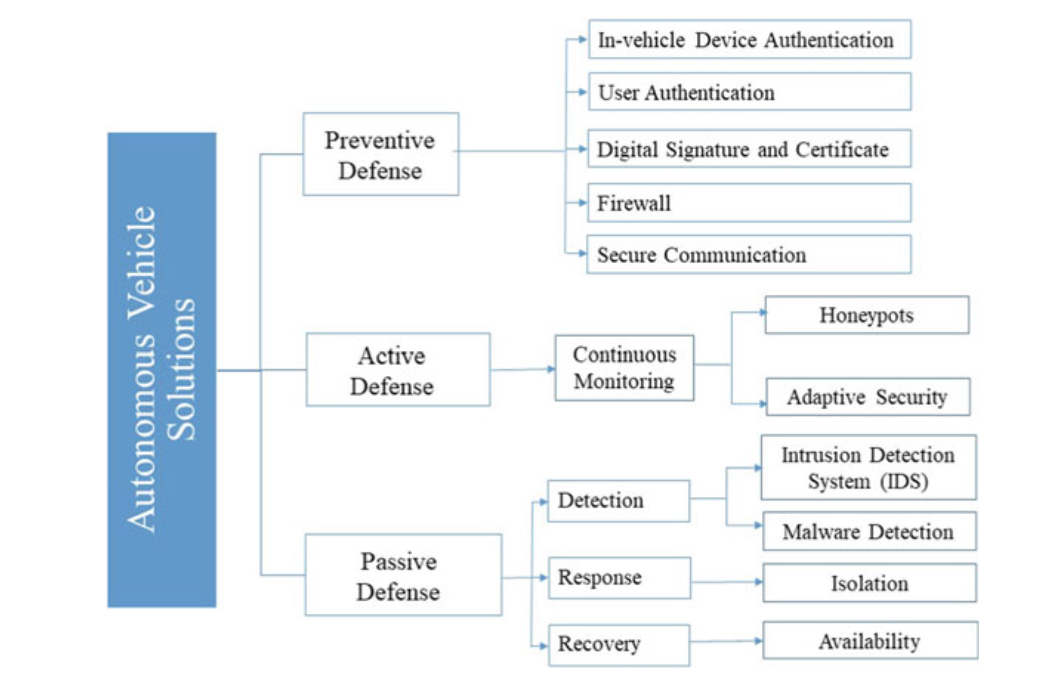 Autonomous Vehicle
Solutions
Preventive
Defense
In-vehicle Device Authentication
User Authentication
Digital Signature and Certificate
Firewall
Secure Communication
Active
Defense
Continuous
Monitoring
Honeypots
Adaptive Security
Passive
Defense
Detection
Intrusion Detection
System (IDS)
Malware Detection
Response
Isolation
Recovery
Availability